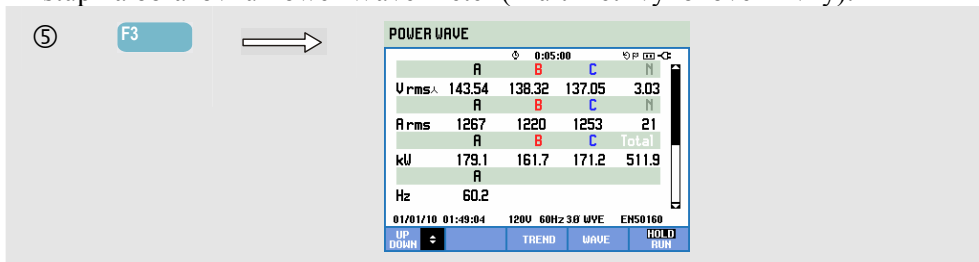 ⑤ F3
POWER WAVE
0:05:00
A B C N
V rms⅄ 143.54 138.32 137.05 3.03
A B C N
A rms 1267 1220 1253 21
A B C Total
kW 179.1 161.7 171.2 511.9
A
Hz 60.2
01/01/10 01:49:04 120V 60Hz 3Ø WYE EN50160
UP DOWN TREND WAVE HOLD RUN